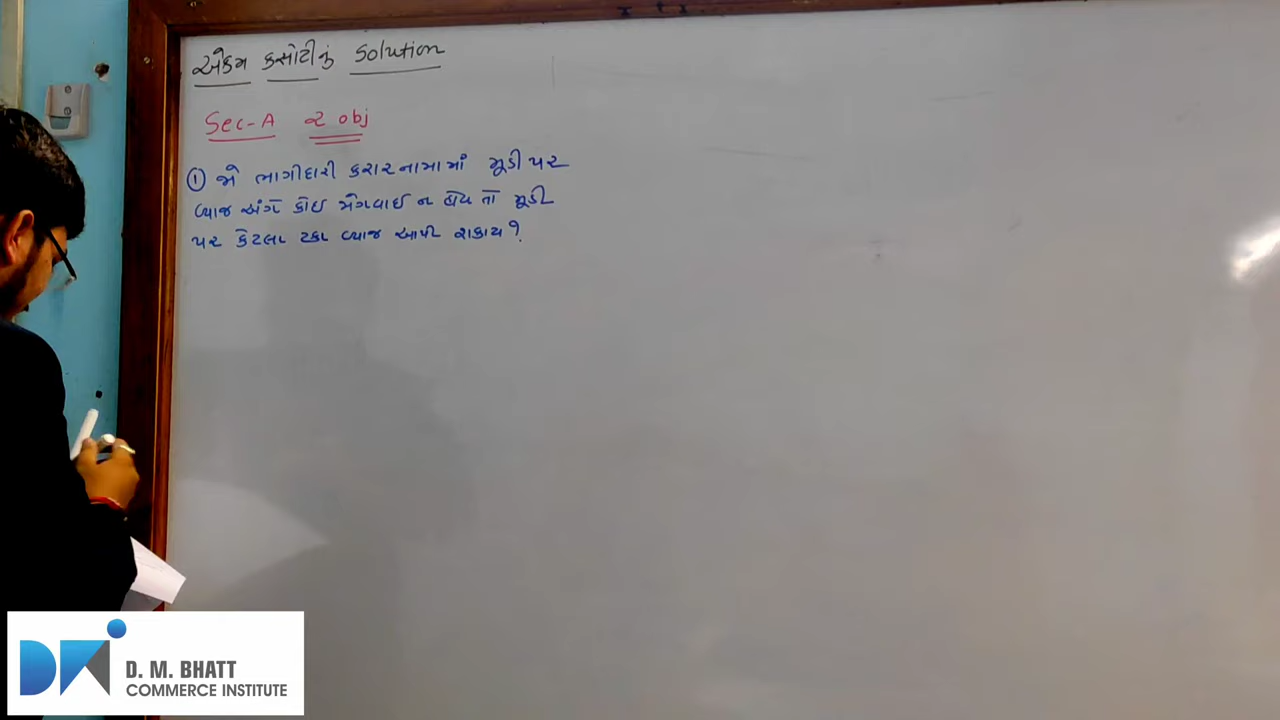 એકમ કસોટીનું Solution
Sec-A ૨ obj
① જો ભાગીદારી કરારનામામાં મૂડી પર
વ્યાજ અંગે કોઈ જોગવાઈ ન હોય તો મૂડી
પર કેટલા ટકા વ્યાજ આપી શકાય?
D. M. BHATT
COMMERCE INSTITUTE